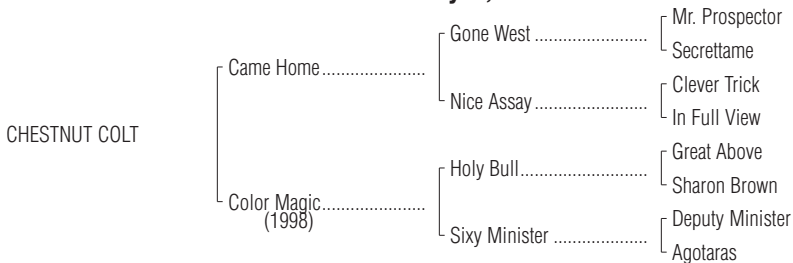 Mr. Prospector
Gone West ........................
Secrettame
Came Home......................
Clever Trick
Nice Assay........................
In Full View
CHESTNUT COLT
Great Above
Holy Bull...........................
Sharon Brown
Color Magic......................
(1998)
Deputy Minister
Sixy Minister ....................
Agotaras